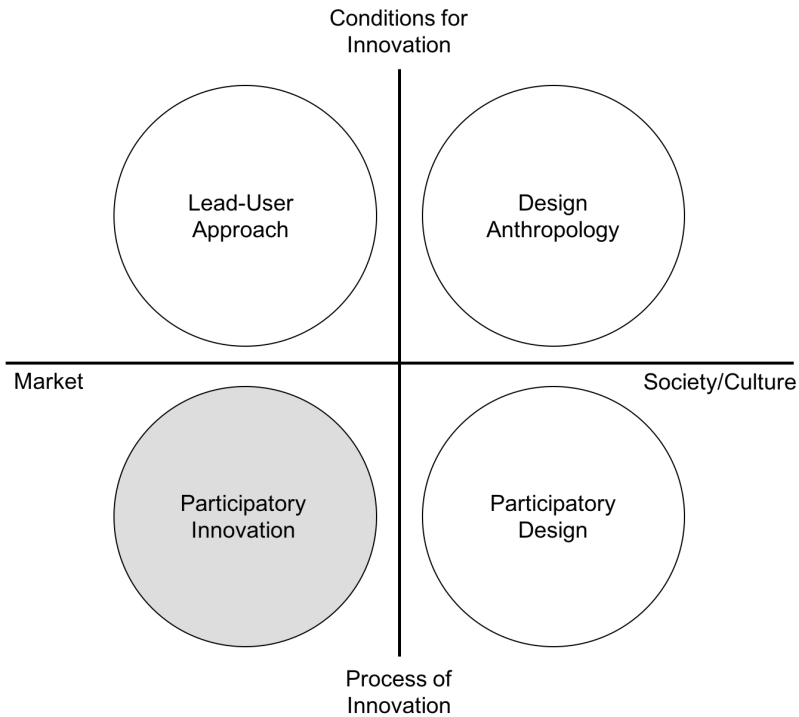 Conditions for
Innovation
Lead-User
Approach
Design
Anthropology
Market
Society/Culture
Participatory
Innovation
Participatory
Design
Process of
Innovation